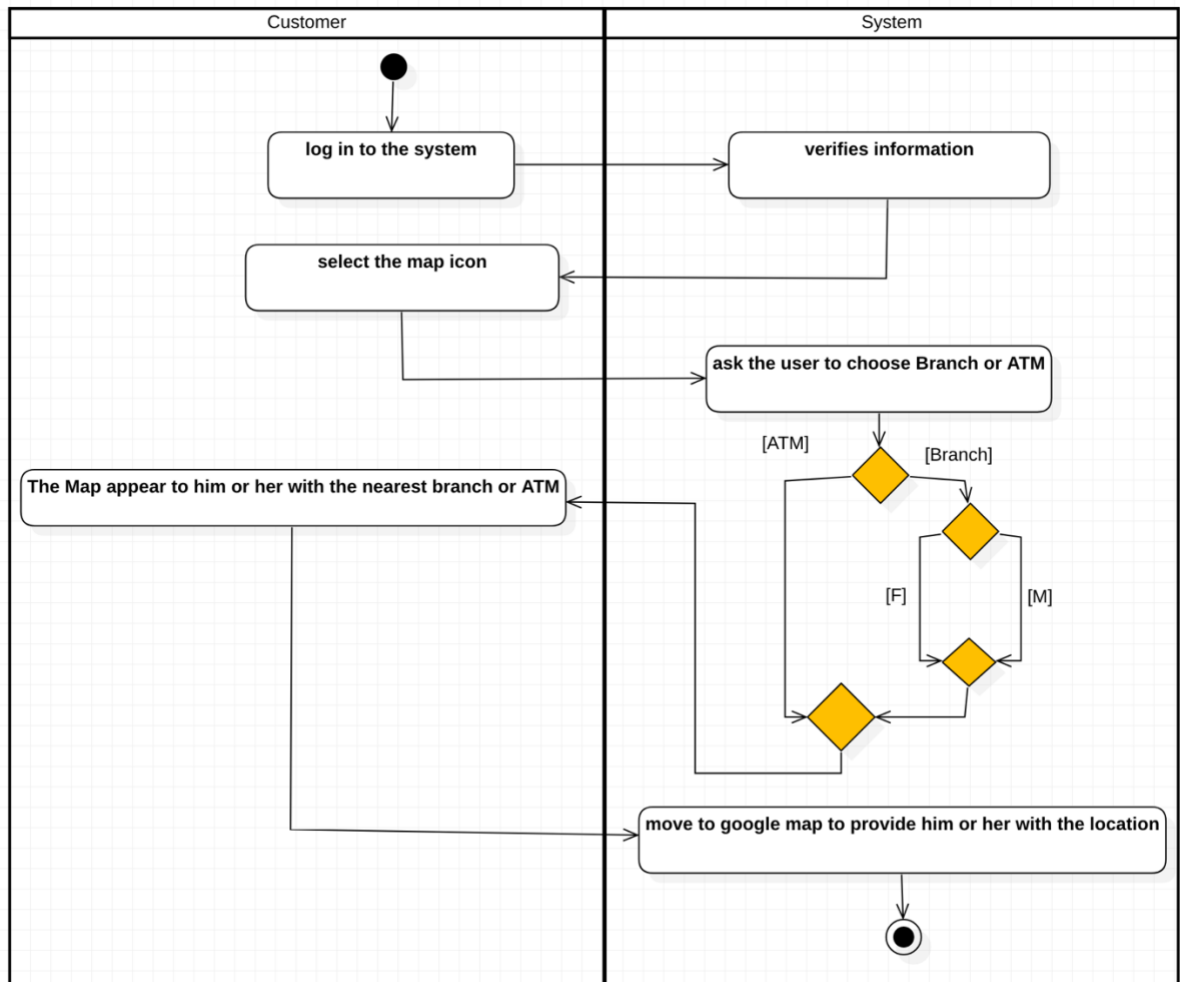 Customer
System
log in to the system
verifies information
select the map icon
ask the user to choose Branch or ATM
[ATM]
[Branch]
The Map appear to him or her with the nearest branch or ATM
[F]
[M]
move to google map to provide him or her with the location